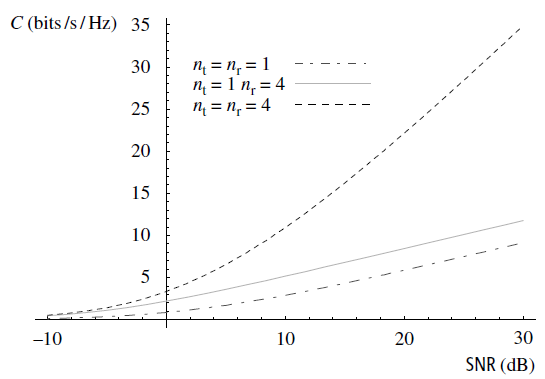 C (bits/s/Hz)
35
30
25
20
15
10
5
nt = nr = 1
nt = 1 nr = 4
nt = nr = 4
−10
10
20
30
SNR (dB)